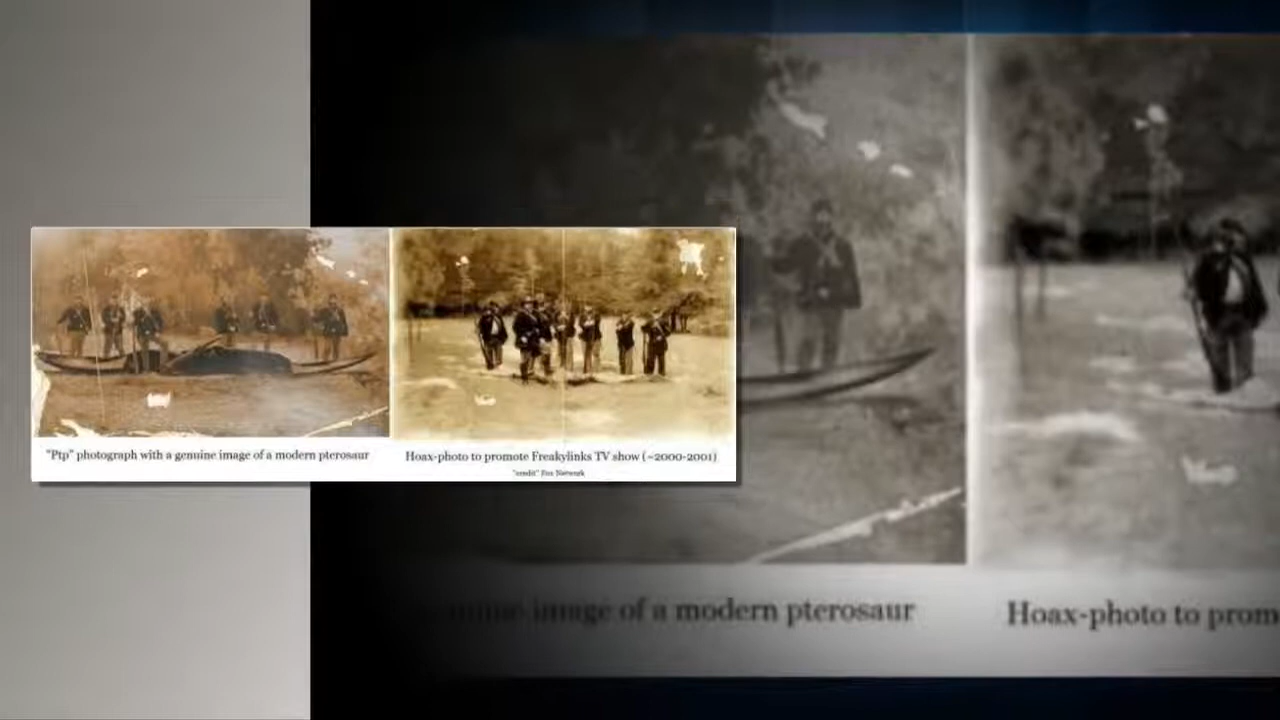 "Ptp" photograph with a genuine image of a modern pterosaur
Hoax-photo to promote Freakylinks TV show (~2000-2001)
"credit" Fox Network
image of a modern pterosaur
Hoax-photo to prom